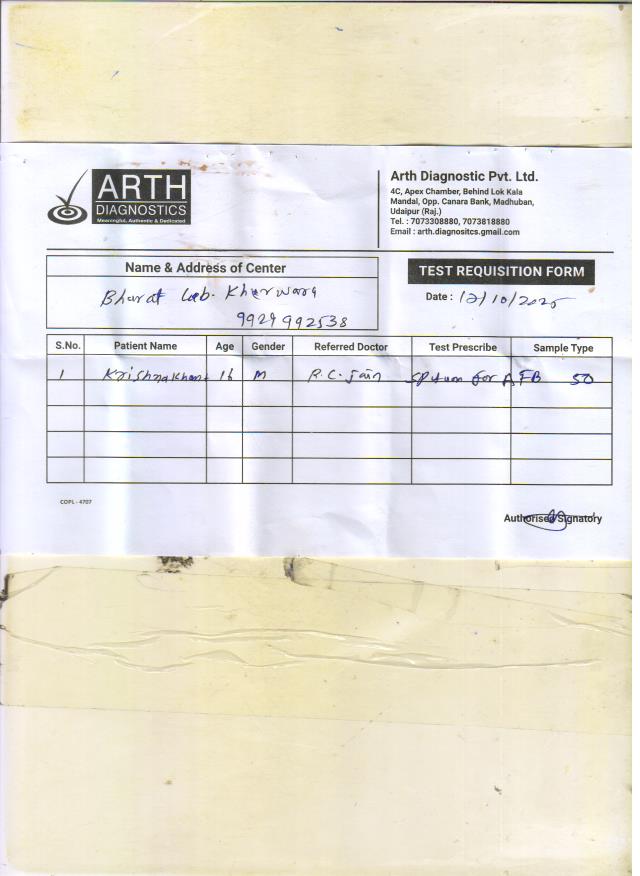 ARTH
DIAGNOSTICS
Meaningful, Authentic & Dedicated
Arth Diagnostic Pvt. Ltd.
4C, Apex Chamber, Behind Lok Kala
Mandal, Opp. Canara Bank, Madhuban,
Udaipur (Raj.)
Tel. : 7073308880, 7073818880
Email : arth.diagnositcs.gmail.com
Name & Address of Center
Bharat Lab. Kherwara
9929992538
TEST REQUISITION FORM
Date : 12/10/2025
S.No. Patient Name Age Gender Referred Doctor Test Prescribe Sample Type
1 Krishna 16 M R.C. Jain Sputum for AFB 50
COPL - 4707
Authorised Signatory